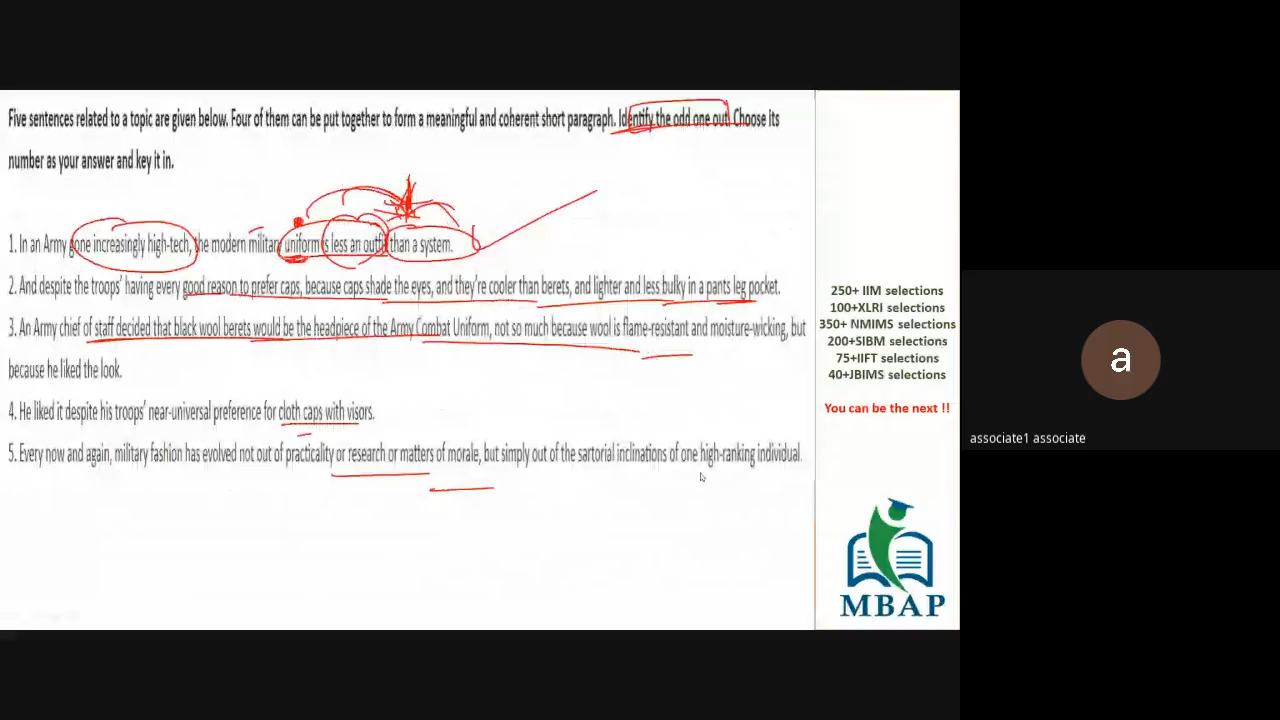 Five sentences related to a topic are given below. Four of them can be put together to form a meaningful and coherent short paragraph. Identify the odd one out. Choose its
number as your answer and key it in.
1. In an Army gone increasingly high-tech, the modern military uniform is less an outfit than a system.
2. And despite the troops' having every good reason to prefer caps, because caps shade the eyes, and they're cooler than berets, and lighter and less bulky in a pants leg pocket.
3. An Army chief of staff decided that black wool berets would be the headpiece of the Army Combat Uniform, not so much because wool is flame-resistant and moisture-wicking, but
because he liked the look.
4. He liked it despite his troops' near-universal preference for cloth caps with visors.
5. Every now and again, military fashion has evolved not out of practicality or research or matters of morale, but simply out of the sartorial inclinations of one high-ranking individual.
250+ IIM selections
100+XLRI selections
350+ NMIMS selections
200+SIBM selections
75+IIFT selections
40+JBIMS selections
You can be the next !!
MBAP
a
associate1 associate